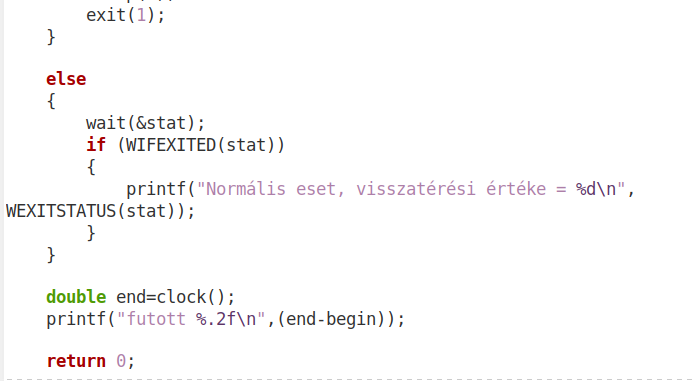 exit(1);
}
else
{
wait(&stat);
if (WIFEXITED(stat))
{
printf("Normális eset, visszatérési értéke = %d\n",
WEXITSTATUS(stat));
}
}
double end=clock();
printf("futott %.2f\n",(end-begin));
return 0;